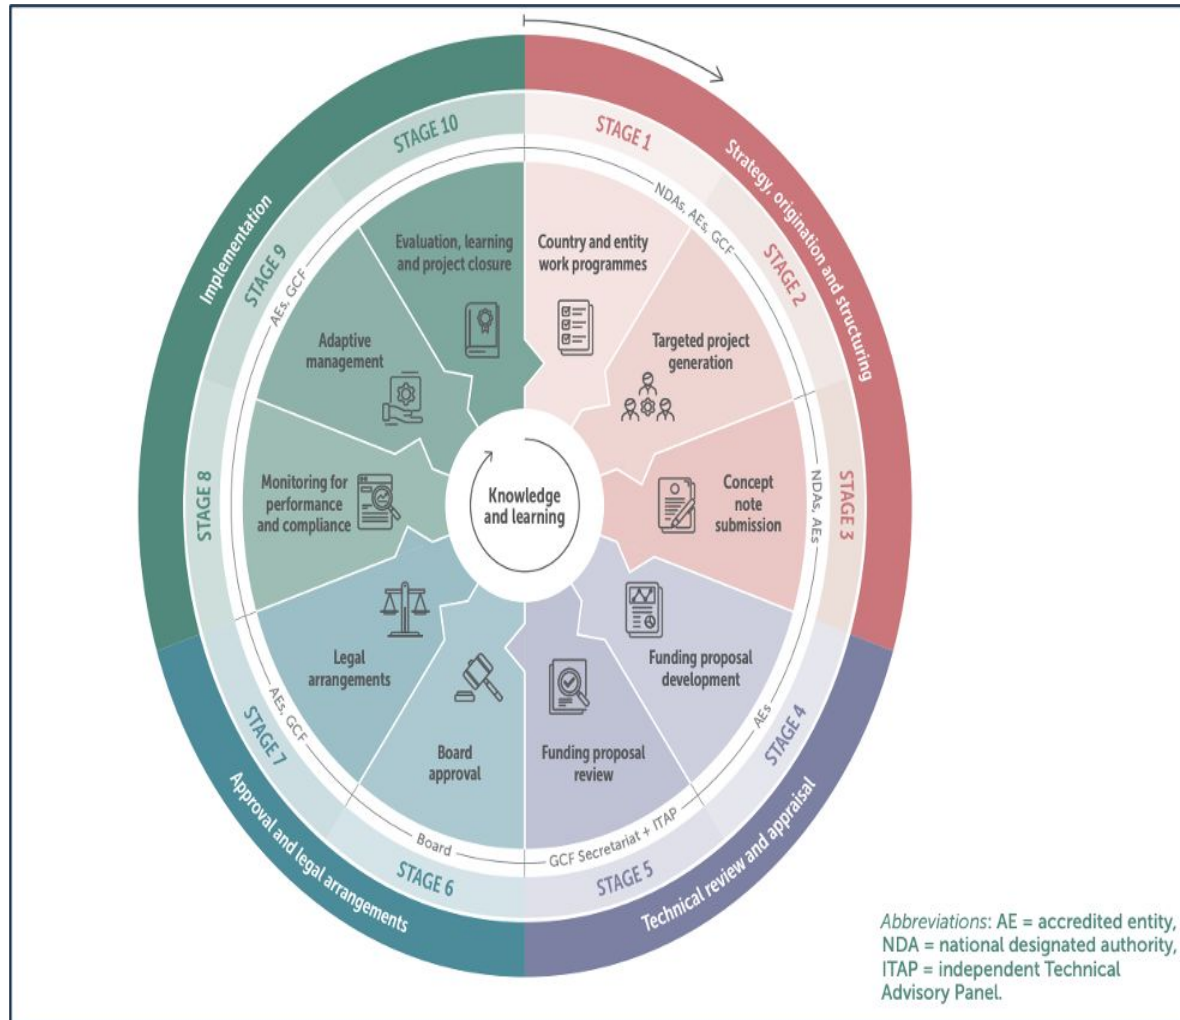 Strategy, origination and structuring
STAGE 1
NDAs, AEs, GCF
Country and entity
work programmes
STAGE 2
Targeted project
generation
STAGE 3
NDAs, AEs
Concept
note
submission
Technical review and appraisal
STAGE 4
AEs
Funding proposal
development
STAGE 5
GCF Secretariat + ITAP
Funding proposal
review
Approval and legal arrangements
STAGE 6
Board
Board
approval
STAGE 7
AEs, GCF
Legal
arrangements
Implementation
STAGE 8
Monitoring for
performance
and compliance
STAGE 9
AEs, GCF
Adaptive
management
STAGE 10
Evaluation, learning
and project closure
Knowledge
and learning
Abbreviations: AE = accredited entity,
NDA = national designated authority,
ITAP = independent Technical
Advisory Panel.